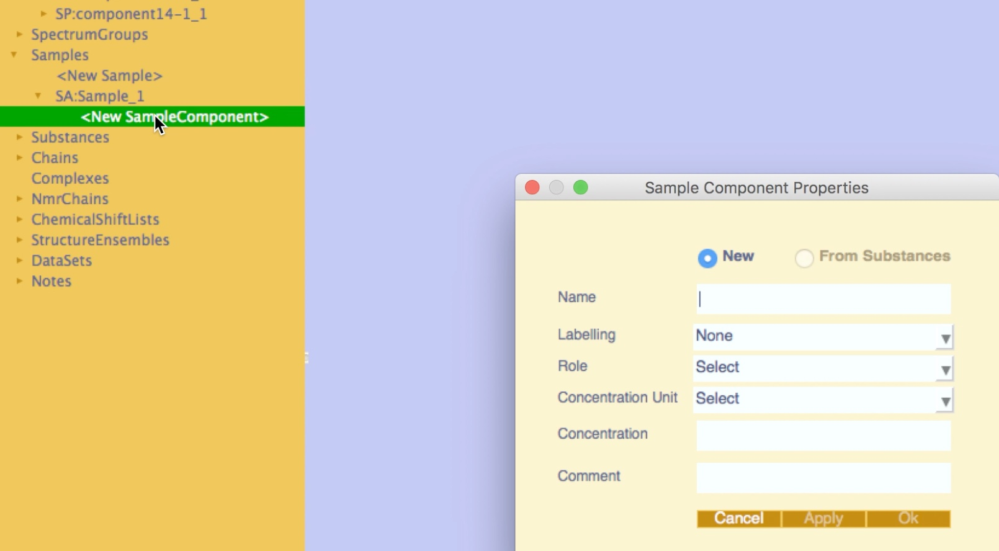 SP:component14-1_1
SpectrumGroups
Samples
<New Sample>
SA:Sample_1
<New SampleComponent>
Substances
Chains
Complexes
NmrChains
ChemicalShiftLists
StructureEnsembles
DataSets
Notes
Sample Component Properties
New From Substances
Name
Labelling None
Role Select
Concentration Unit Select
Concentration
Comment
Cancel Apply Ok